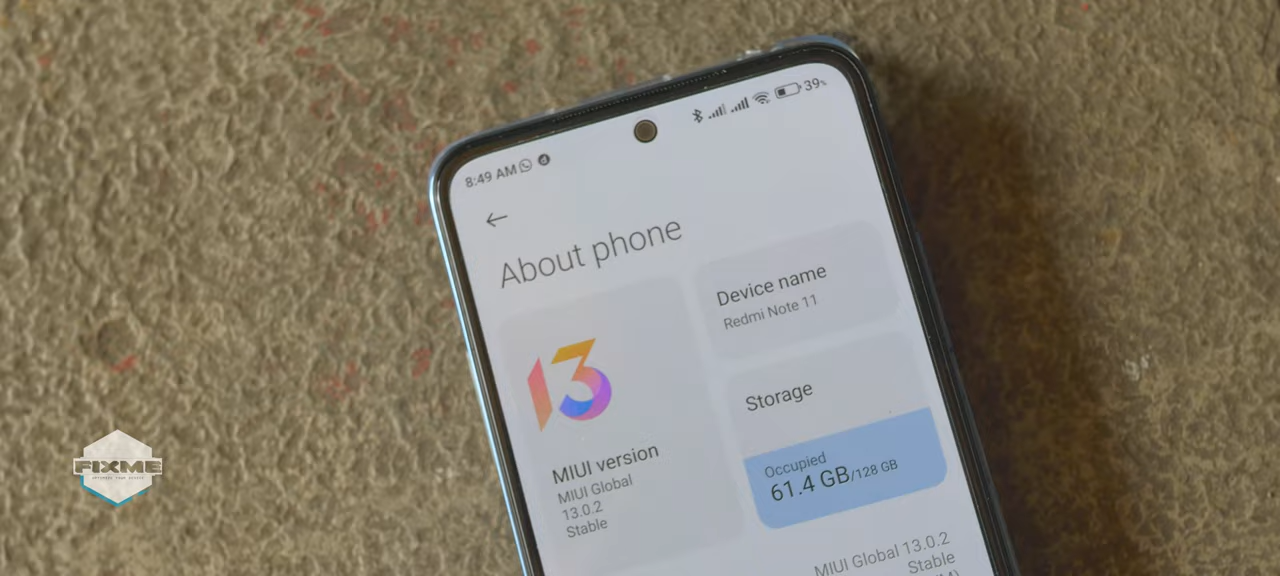 8:49 AM
39%
About phone
13
MIUI version
MIUI Global
13.0.2
Stable
Device name
Redmi Note 11
Storage
Occupied
61.4 GB/128 GB
MIUI Global 13.0.2
Stable
FIXME